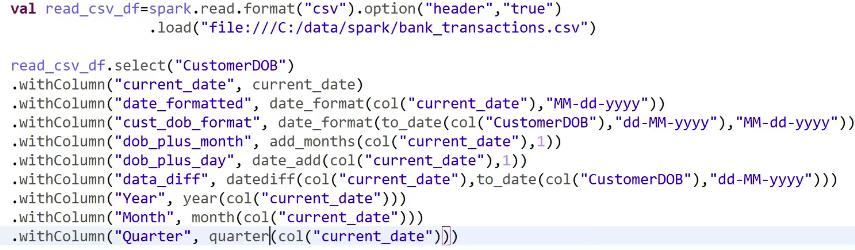 val read_csv_df=spark.read.format("csv").option("header","true")
.load("file:///C:/data/spark/bank_transactions.csv")
read_csv_df.select("CustomerDOB")
.withColumn("current_date", current_date)
.withColumn("date_formatted", date_format(col("current_date"),"MM-dd-yyyy"))
.withColumn("cust_dob_format", date_format(to_date(col("CustomerDOB"),"dd-MM-yyyy"),"MM-dd-yyyy"))
.withColumn("dob_plus_month", add_months(col("current_date"),1))
.withColumn("dob_plus_day", date_add(col("current_date"),1))
.withColumn("data_diff", datediff(col("current_date"),to_date(col("CustomerDOB"),"dd-MM-yyyy")))
.withColumn("Year", year(col("current_date")))
.withColumn("Month", month(col("current_date")))
.withColumn("Quarter", quarter(col("current_date")))